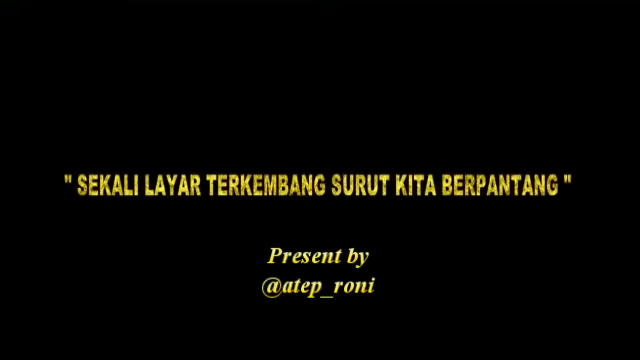 " SEKALI LAYAR TERKEMBANG SURUT KITA BERPANTANG "
Present by
@atep_roni